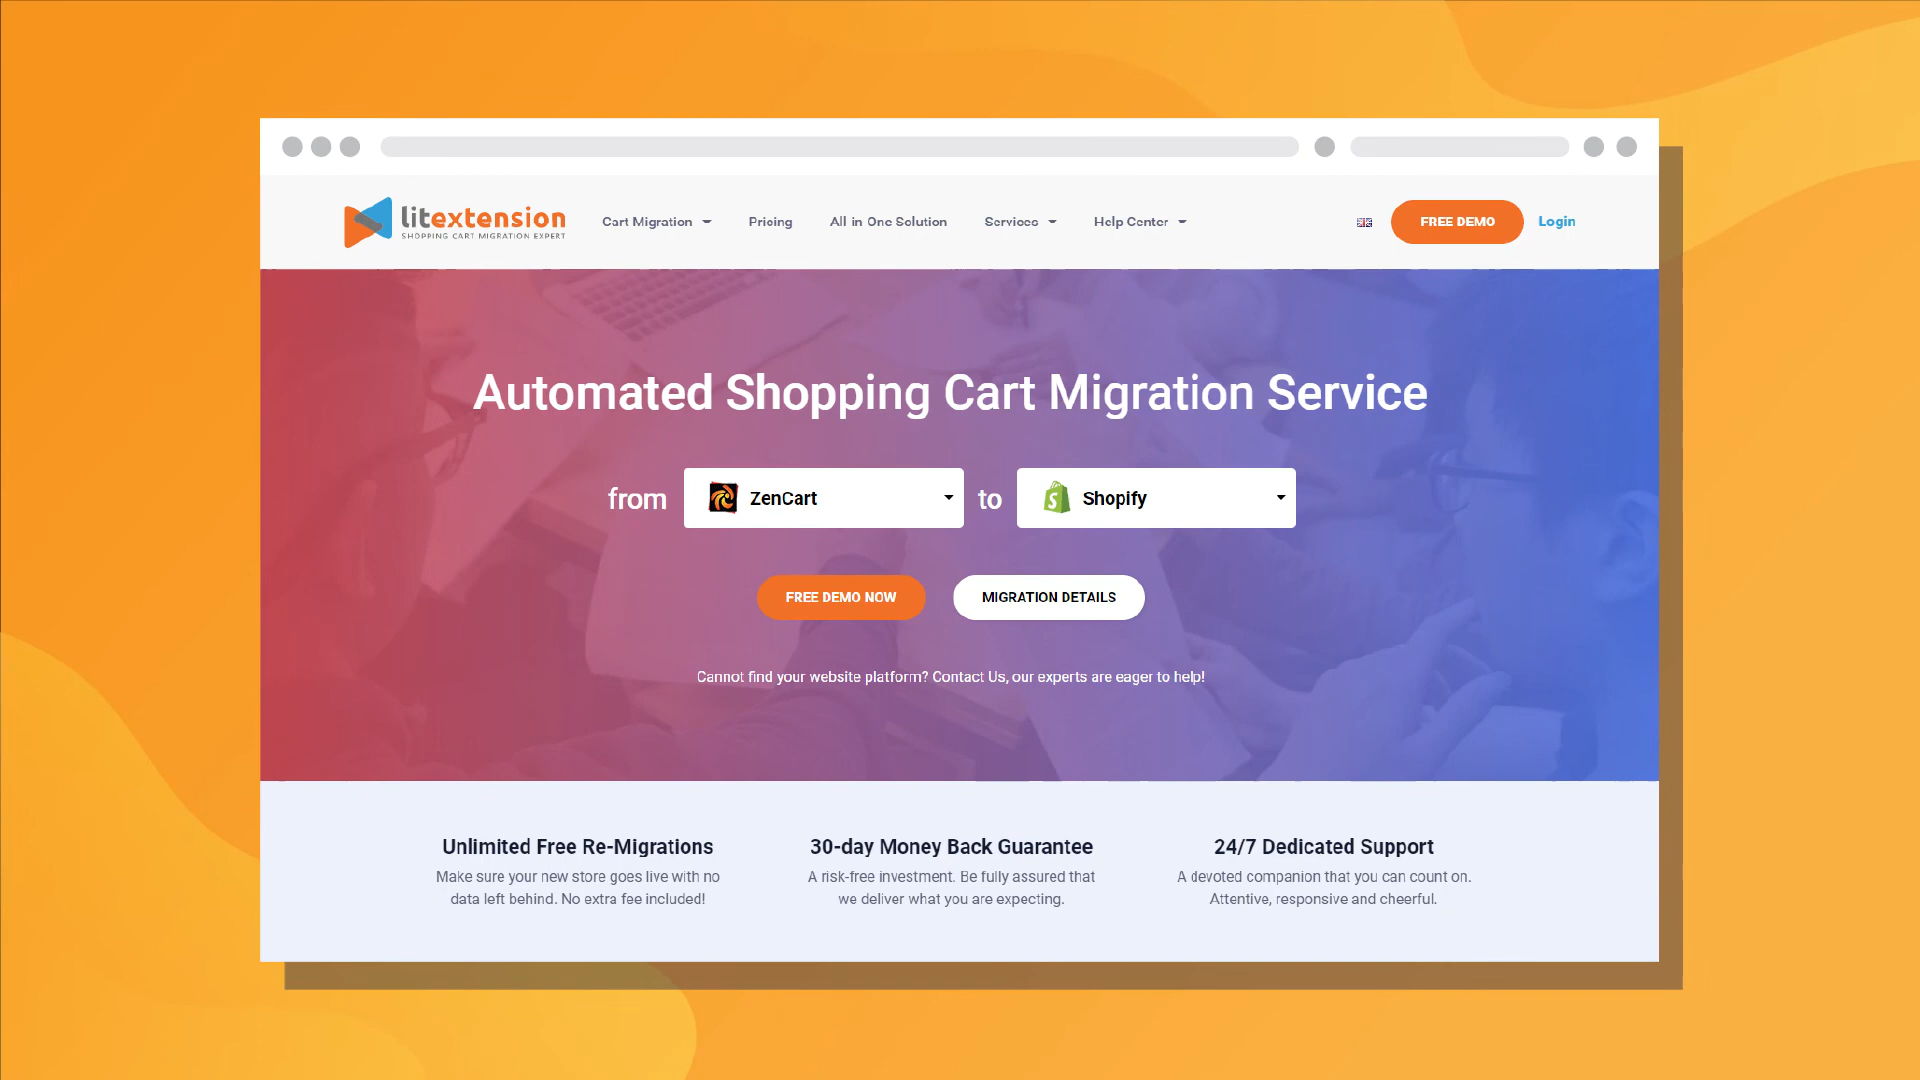 litextension
SHOPPING CART MIGRATION EXPERT
Cart Migration
Pricing
All-in-One Solution
Services
Help Center
FREE DEMO
Login
Automated Shopping Cart Migration Service
from
ZenCart
to
Shopify
FREE DEMO NOW
MIGRATION DETAILS
Cannot find your website platform? Contact Us, our experts are eager to help!
Unlimited Free Re-Migrations
Make sure your new store goes live with no
data left behind. No extra fee included!
30-day Money Back Guarantee
A risk-free investment. Be fully assured that
we deliver what you are expecting.
24/7 Dedicated Support
A devoted companion that you can count on.
Attentive, responsive and cheerful.